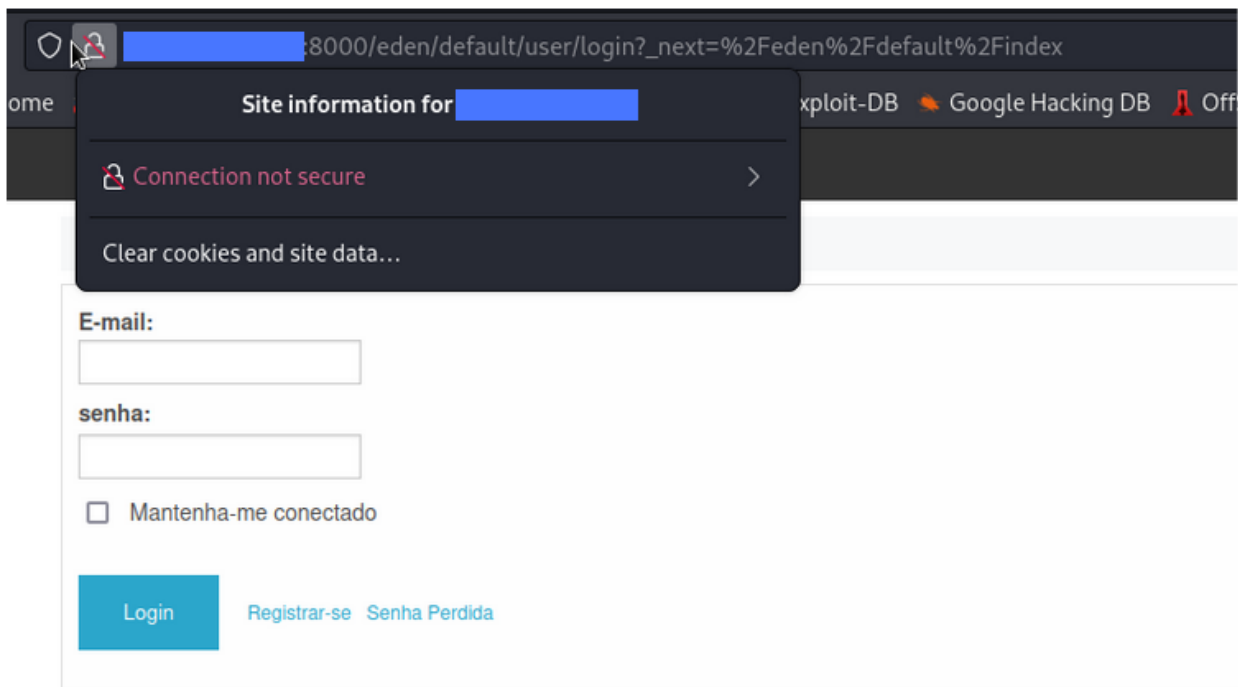 :8000/eden/default/user/login?_next=%2Feden%2Fdefault%2Findex
ome xploit-DB Google Hacking DB Off
Site information for
Connection not secure
Clear cookies and site data...
E-mail:
senha:
Mantenha-me conectado
Login Registrar-se Senha Perdida